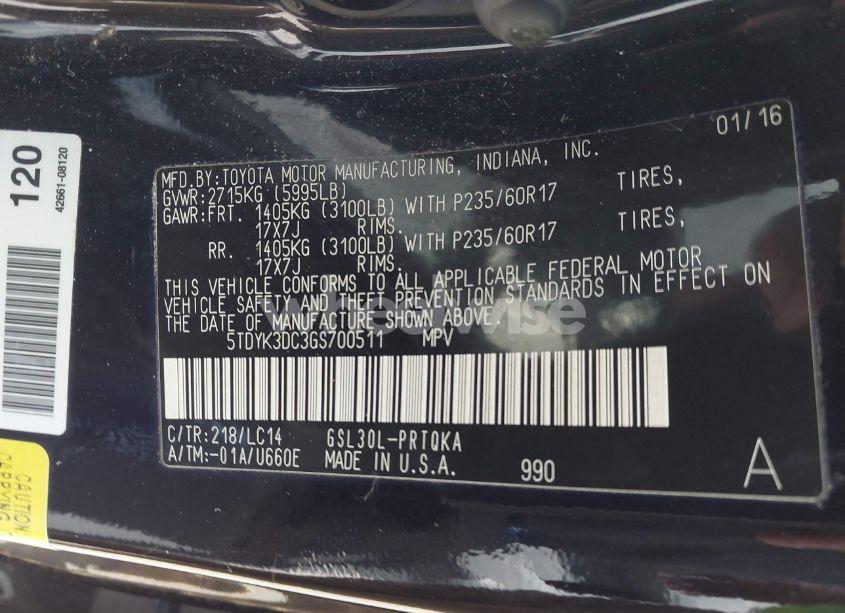 01/16
MFD.BY:TOYOTA MOTOR MANUFACTURING, INDIANA, INC.
GVWR:2715KG (5995LB)
GAWR:FRT. 1405KG (3100LB) WITH P235/60R17 TIRES,
17X7J RIMS.
RR. 1405KG (3100LB) WITH P235/60R17 TIRES,
17X7J RIMS.
THIS VEHICLE CONFORMS TO ALL APPLICABLE FEDERAL MOTOR
VEHICLE SAFETY AND THEFT PREVENTION STANDARDS IN EFFECT ON
THE DATE OF MANUFACTURE SHOWN ABOVE.
5TDYK3DC3GS700511 MPV
C/TR:218/LC14 GSL30L-PRTQKA
A/TM:-01A/U660E MADE IN U.S.A. 990 A
120
42661-08120
CAUTION
CARRYING